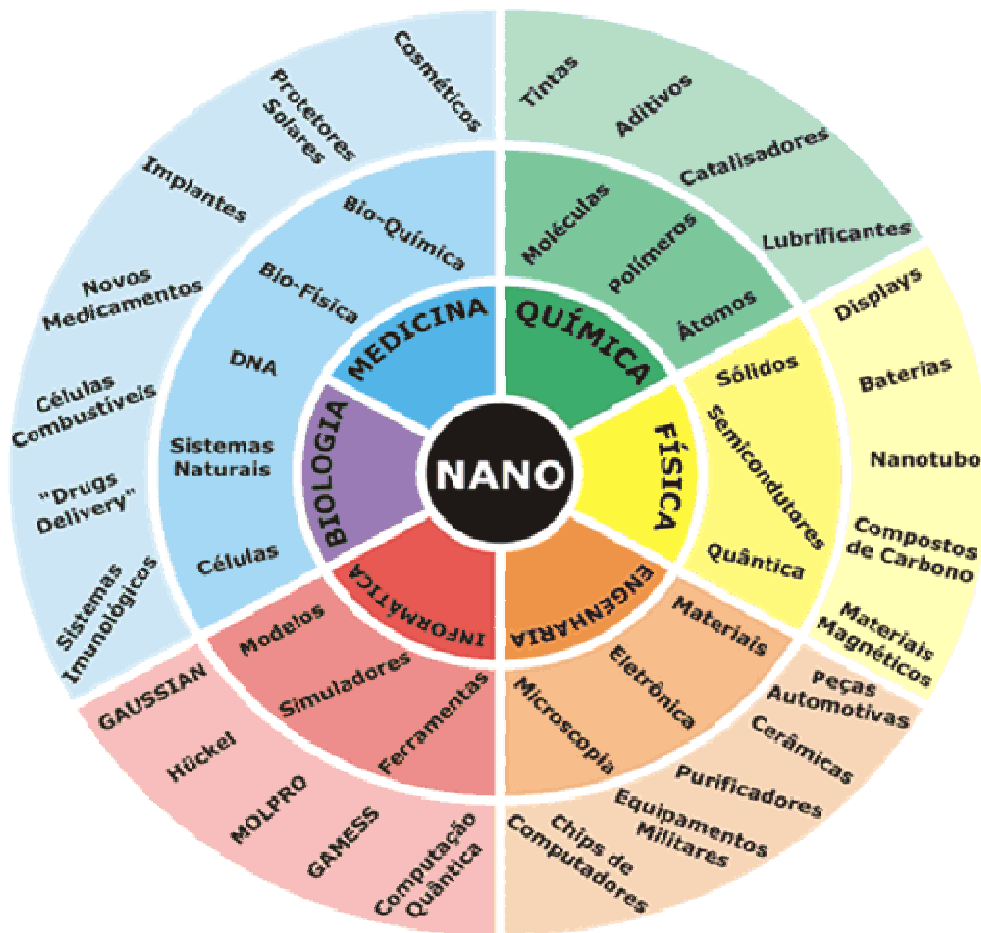 NANO
MEDICINA
QUÍMICA
FÍSICA
ENGENHARIA
INFORMÁTICA
BIOLOGIA
Bio-Química
Bio-Física
DNA
Sistemas
Naturais
Células
Moléculas
Polímeros
Átomos
Sólidos
Semicondutores
Quântica
Materiais
Eletrônica
Microscopia
Ferramentas
Simuladores
Modelos
Cosméticos
Protetores
Solares
Implantes
Novos
Medicamentos
Células
Combustíveis
"Drugs
Delivery"
Sistemas
Imunológicos
Tintas
Aditivos
Catalisadores
Lubrificantes
Displays
Baterias
Nanotubo
Compostos
de Carbono
Materiais
Magnéticos
Peças
Automotivas
Cerâmicas
Purificadores
Equipamentos
Militares
Chips de
Computadores
Computação
Quântica
GAMESS
MOLPRO
Hückel
GAUSSIAN